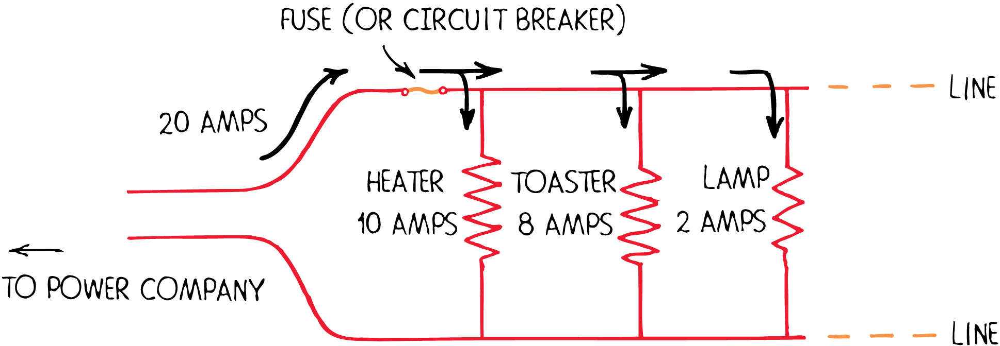 FUSE (OR CIRCUIT BREAKER)
LINE
20 AMPS
HEATER
10 AMPS
TOASTER
8 AMPS
LAMP
2 AMPS
TO POWER COMPANY
LINE